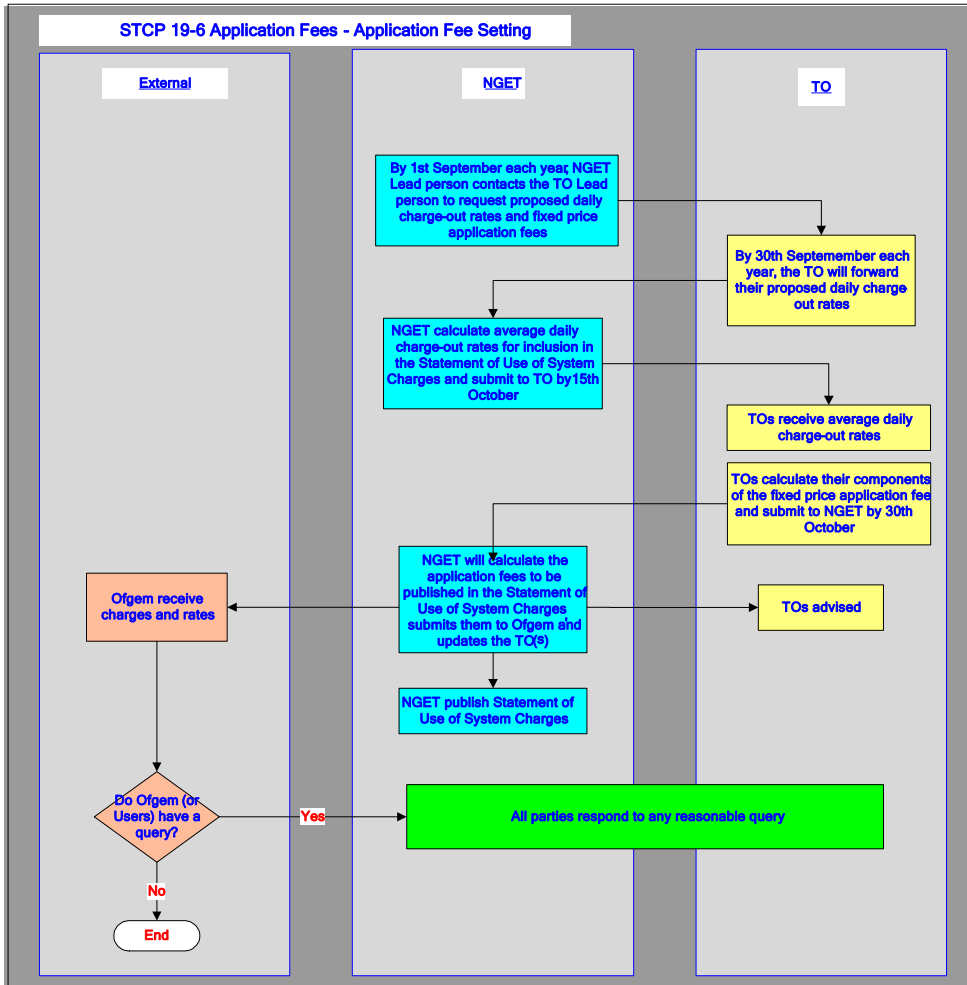 STCP 19-6 Application Fees - Application Fee Setting
External
NGET
TO
By 1st September each year, NGET
Lead person contacts the TO Lead
person to request proposed daily
charge-out rates and fixed price
application fees
By 30th Septemember each
year, the TO will forward
their proposed daily charge-
out rates
NGET calculate average daily
charge-out rates for inclusion in
the Statement of Use of System
Charges and submit to TO by15th
October
TOs receive average daily
charge-out rates
TOs calculate their components
of the fixed price application fee
and submit to NGET by 30th
October
NGET will calculate the
application fees to be
published in the Statement of
Use of System Charges
submits them to Ofgem and
updates the TO(s)
Ofgem receive
charges and rates
TOs advised
NGET publish Statement of
Use of System Charges
Do Ofgem (or
Users) have a
query?
Yes
All parties respond to any reasonable query
No
End